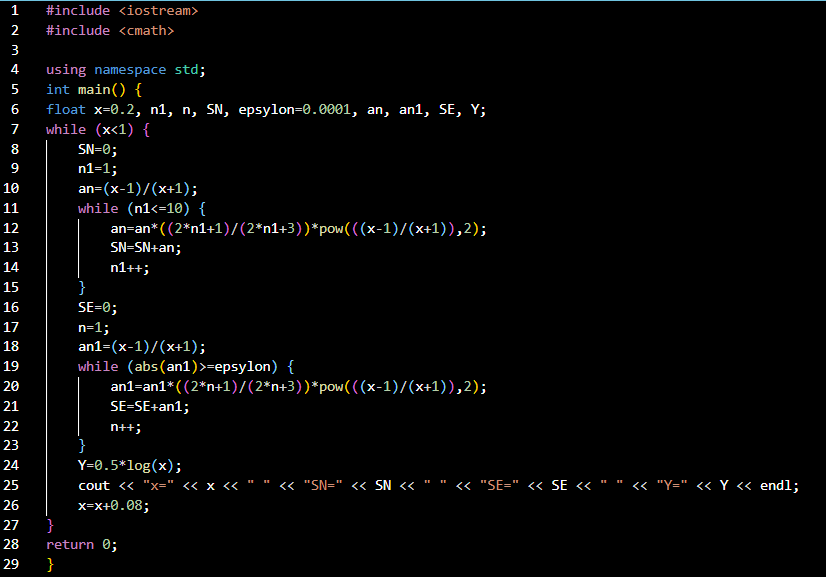 1 #include <iostream>
2 #include <cmath>
3
4 using namespace std;
5 int main() {
6 float x=0.2, n1, n, SN, epsylon=0.0001, an, an1, SE, Y;
7 while (x<1) {
8     SN=0;
9     n1=1;
10     an=(x-1)/(x+1);
11     while (n1<=10) {
12         an=an*((2*n1+1)/(2*n1+3))*pow(((x-1)/(x+1)),2);
13         SN=SN+an;
14         n1++;
15     }
16     SE=0;
17     n=1;
18     an1=(x-1)/(x+1);
19     while (abs(an1)>=epsylon) {
20         an1=an1*((2*n+1)/(2*n+3))*pow(((x-1)/(x+1)),2);
21         SE=SE+an1;
22         n++;
23     }
24     Y=0.5*log(x);
25     cout << "x=" << x << " " << "SN=" << SN << " " << "SE=" << SE << " " << "Y=" << Y << endl;
26     x=x+0.08;
27 }
28 return 0;
29 }